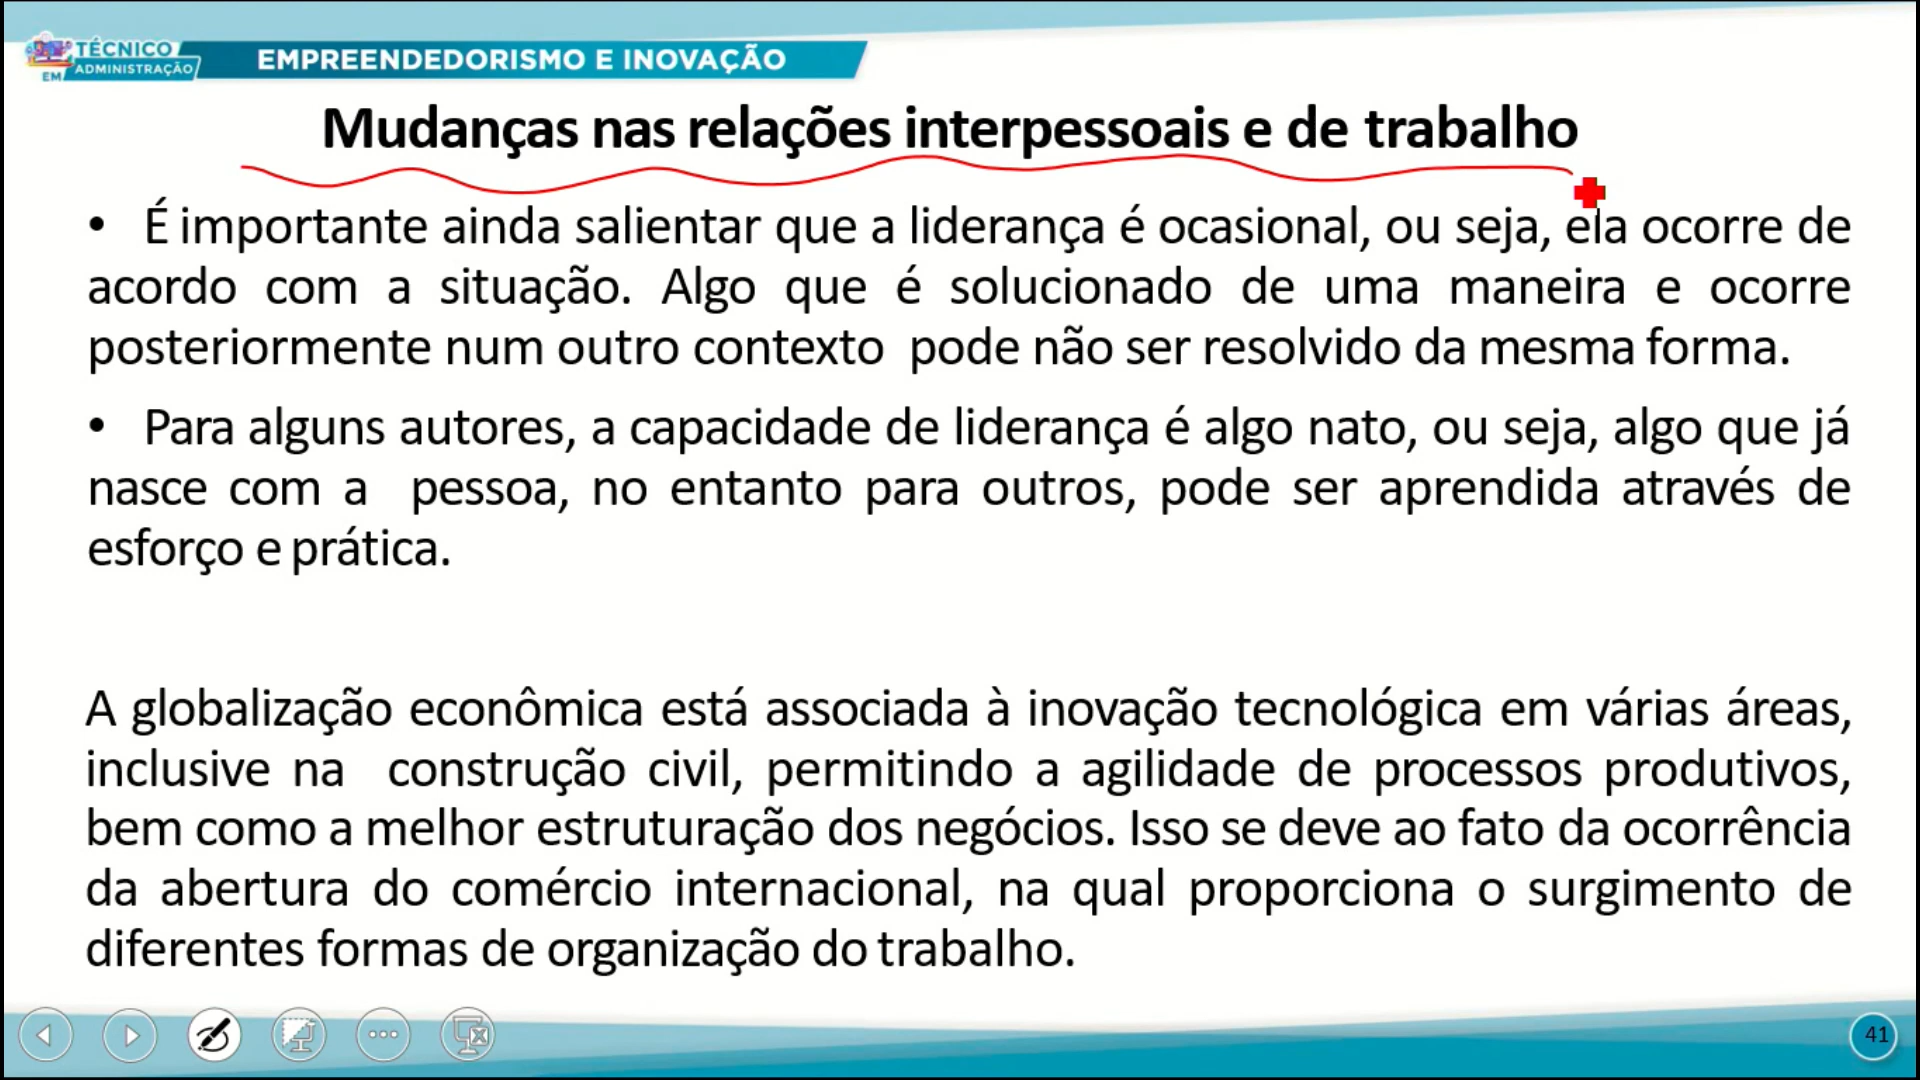 TÉCNICO
EM ADMINISTRAÇÃO
EMPREENDEDORISMO E INOVAÇÃO
Mudanças nas relações interpessoais e de trabalho
• É importante ainda salientar que a liderança é ocasional, ou seja, ela ocorre de
acordo com a situação. Algo que é solucionado de uma maneira e ocorre
posteriormente num outro contexto pode não ser resolvido da mesma forma.
• Para alguns autores, a capacidade de liderança é algo nato, ou seja, algo que já
nasce com a pessoa, no entanto para outros, pode ser aprendida através de
esforço e prática.
A globalização econômica está associada à inovação tecnológica em várias áreas,
inclusive na construção civil, permitindo a agilidade de processos produtivos,
bem como a melhor estruturação dos negócios. Isso se deve ao fato da ocorrência
da abertura do comércio internacional, na qual proporciona o surgimento de
diferentes formas de organização do trabalho.
41